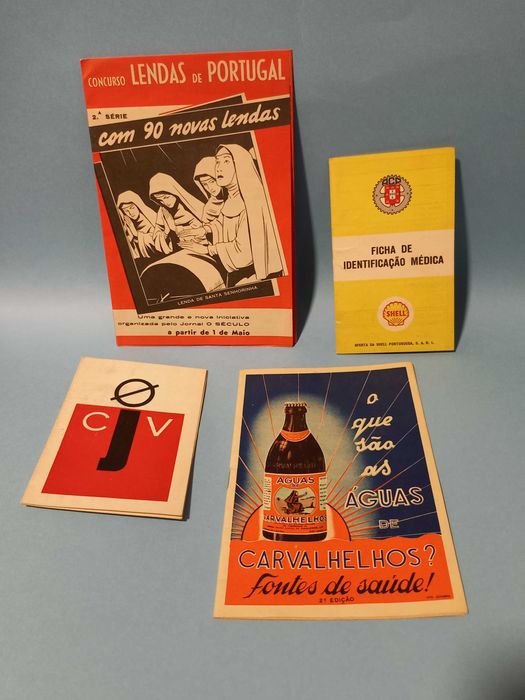 CONCURSO LENDAS DE PORTUGAL
2.ª SÉRIE
com 90 novas lendas
LENDA DE SANTA SENHORINHA
Uma grande e nova iniciativa
organizada pelo Jornal O SÉCULO
a partir de 1 de Maio
ACP
FICHA DE
IDENTIFICAÇÃO MÉDICA
SHELL
OFERTA DA SHELL PORTUGUESA, S. A. R. L.
C J V
o
que
são
as
ÁGUAS
DE
CARVALHELHOS?
Fontes de saúde!
2ª EDIÇÃO
ÁGUAS
CARVALHELHOS